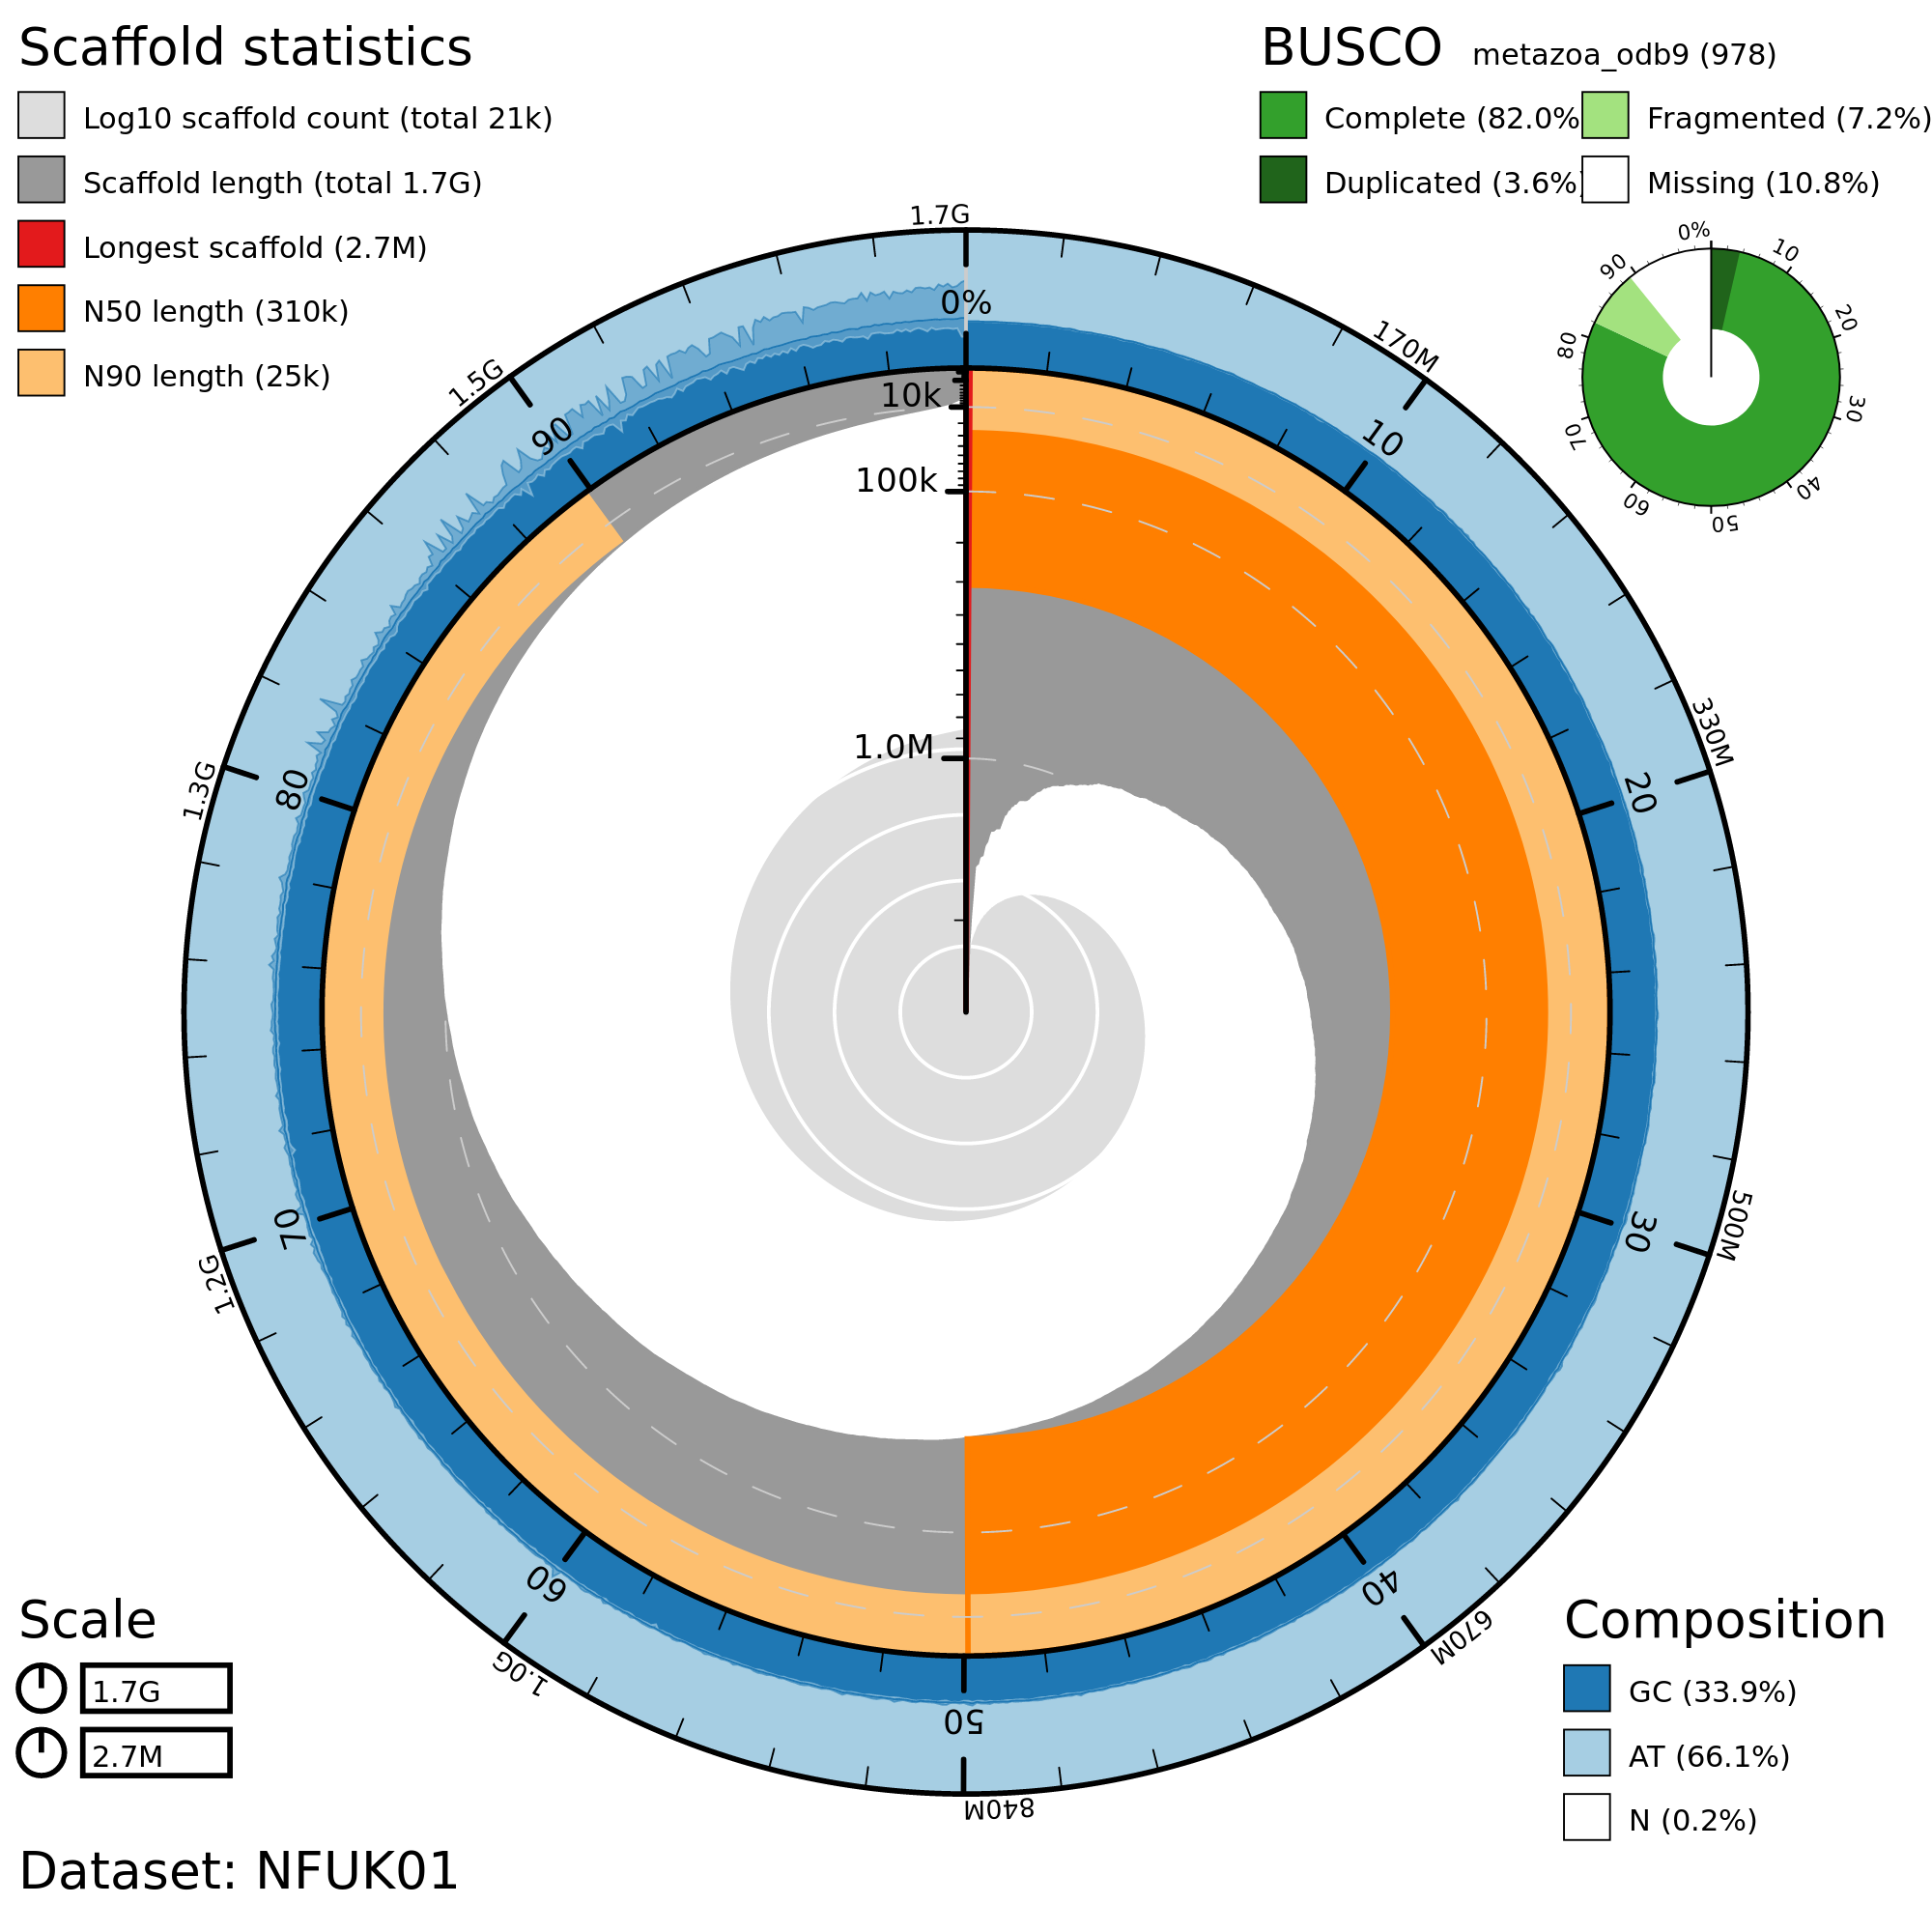 Scaffold statistics
Log10 scaffold count (total 21k)
Scaffold length (total 1.7G)
Longest scaffold (2.7M)
N50 length (310k)
N90 length (25k)
BUSCO metazoa_odb9 (978)
Complete (82.0%
Fragmented (7.2%)
Duplicated (3.6%)
Missing (10.8%)
0%
10
20
30
40
50
60
70
80
90
1.7G
170M
330M
500M
670M
840M
1.0G
1.2G
1.3G
1.5G
0%
10
20
30
40
50
60
70
80
90
10k
100k
1.0M
Scale
1.7G
2.7M
Composition
GC (33.9%)
AT (66.1%)
N (0.2%)
Dataset: NFUK01